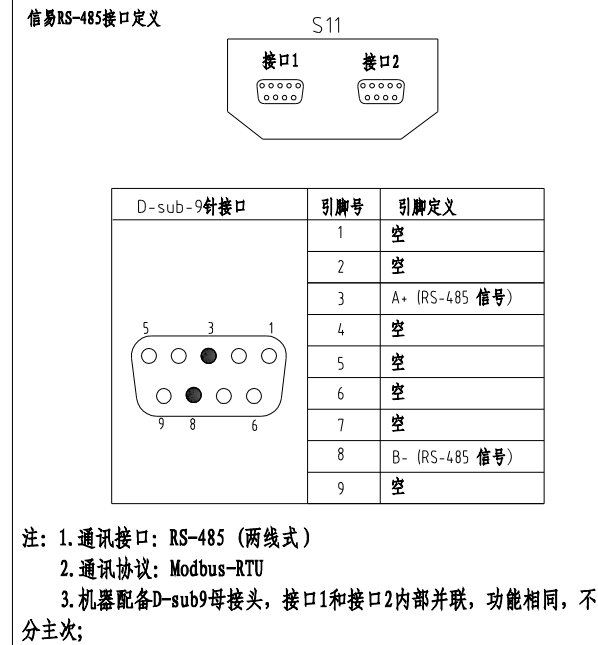 信易RS-485接口定义
S11
接口1 接口2
D-sub-9针接口 引脚号 引脚定义
1 空
2 空
3 A+ (RS-485 信号)
4 空
5 空
6 空
7 空
8 B- (RS-485 信号)
9 空
5 3 1
9 8 6
注: 1.通讯接口: RS-485 (两线式)
2.通讯协议: Modbus-RTU
3.机器配备D-sub9母接头, 接口1和接口2内部并联, 功能相同, 不
分主次;